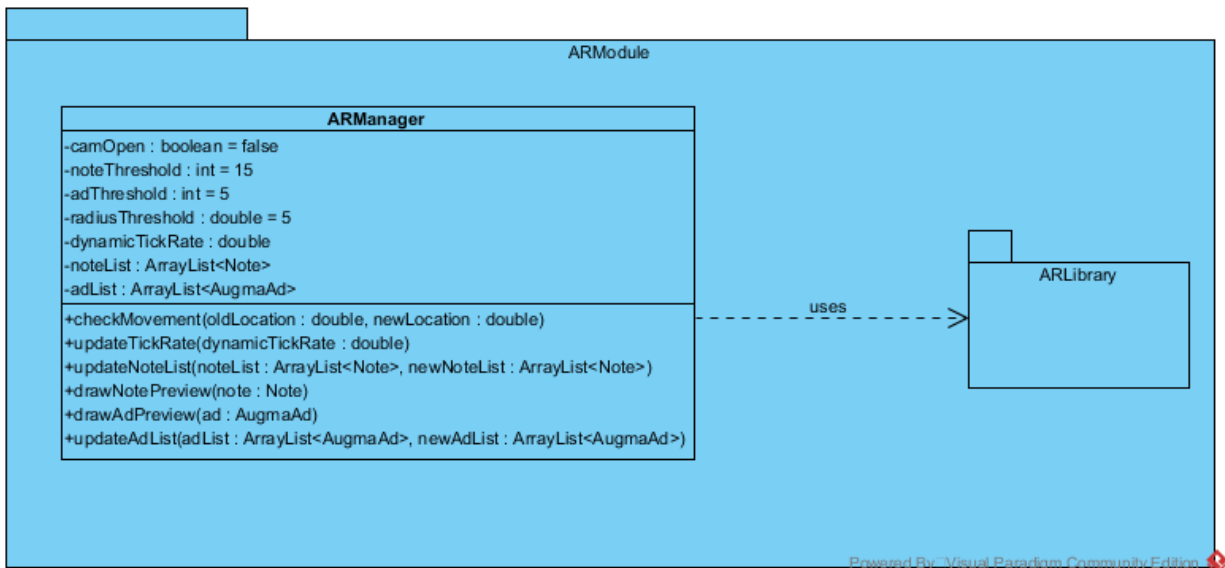 ARModule
ARManager
-camOpen : boolean = false
-noteThreshold : int = 15
-adThreshold : int = 5
-radiusThreshold : double = 5
-dynamicTickRate : double
-noteList : ArrayList<Note>
-adList : ArrayList<AugmaAd>
+checkMovement(oldLocation : double, newLocation : double)
+updateTickRate(dynamicTickRate : double)
+updateNoteList(noteList : ArrayList<Note>, newNoteList : ArrayList<Note>)
+drawNotePreview(note : Note)
+drawAdPreview(ad : AugmaAd)
+updateAdList(adList : ArrayList<AugmaAd>, newAdList : ArrayList<AugmaAd>)
uses
ARLibrary
Powered By Visual Paradigm Community Edition